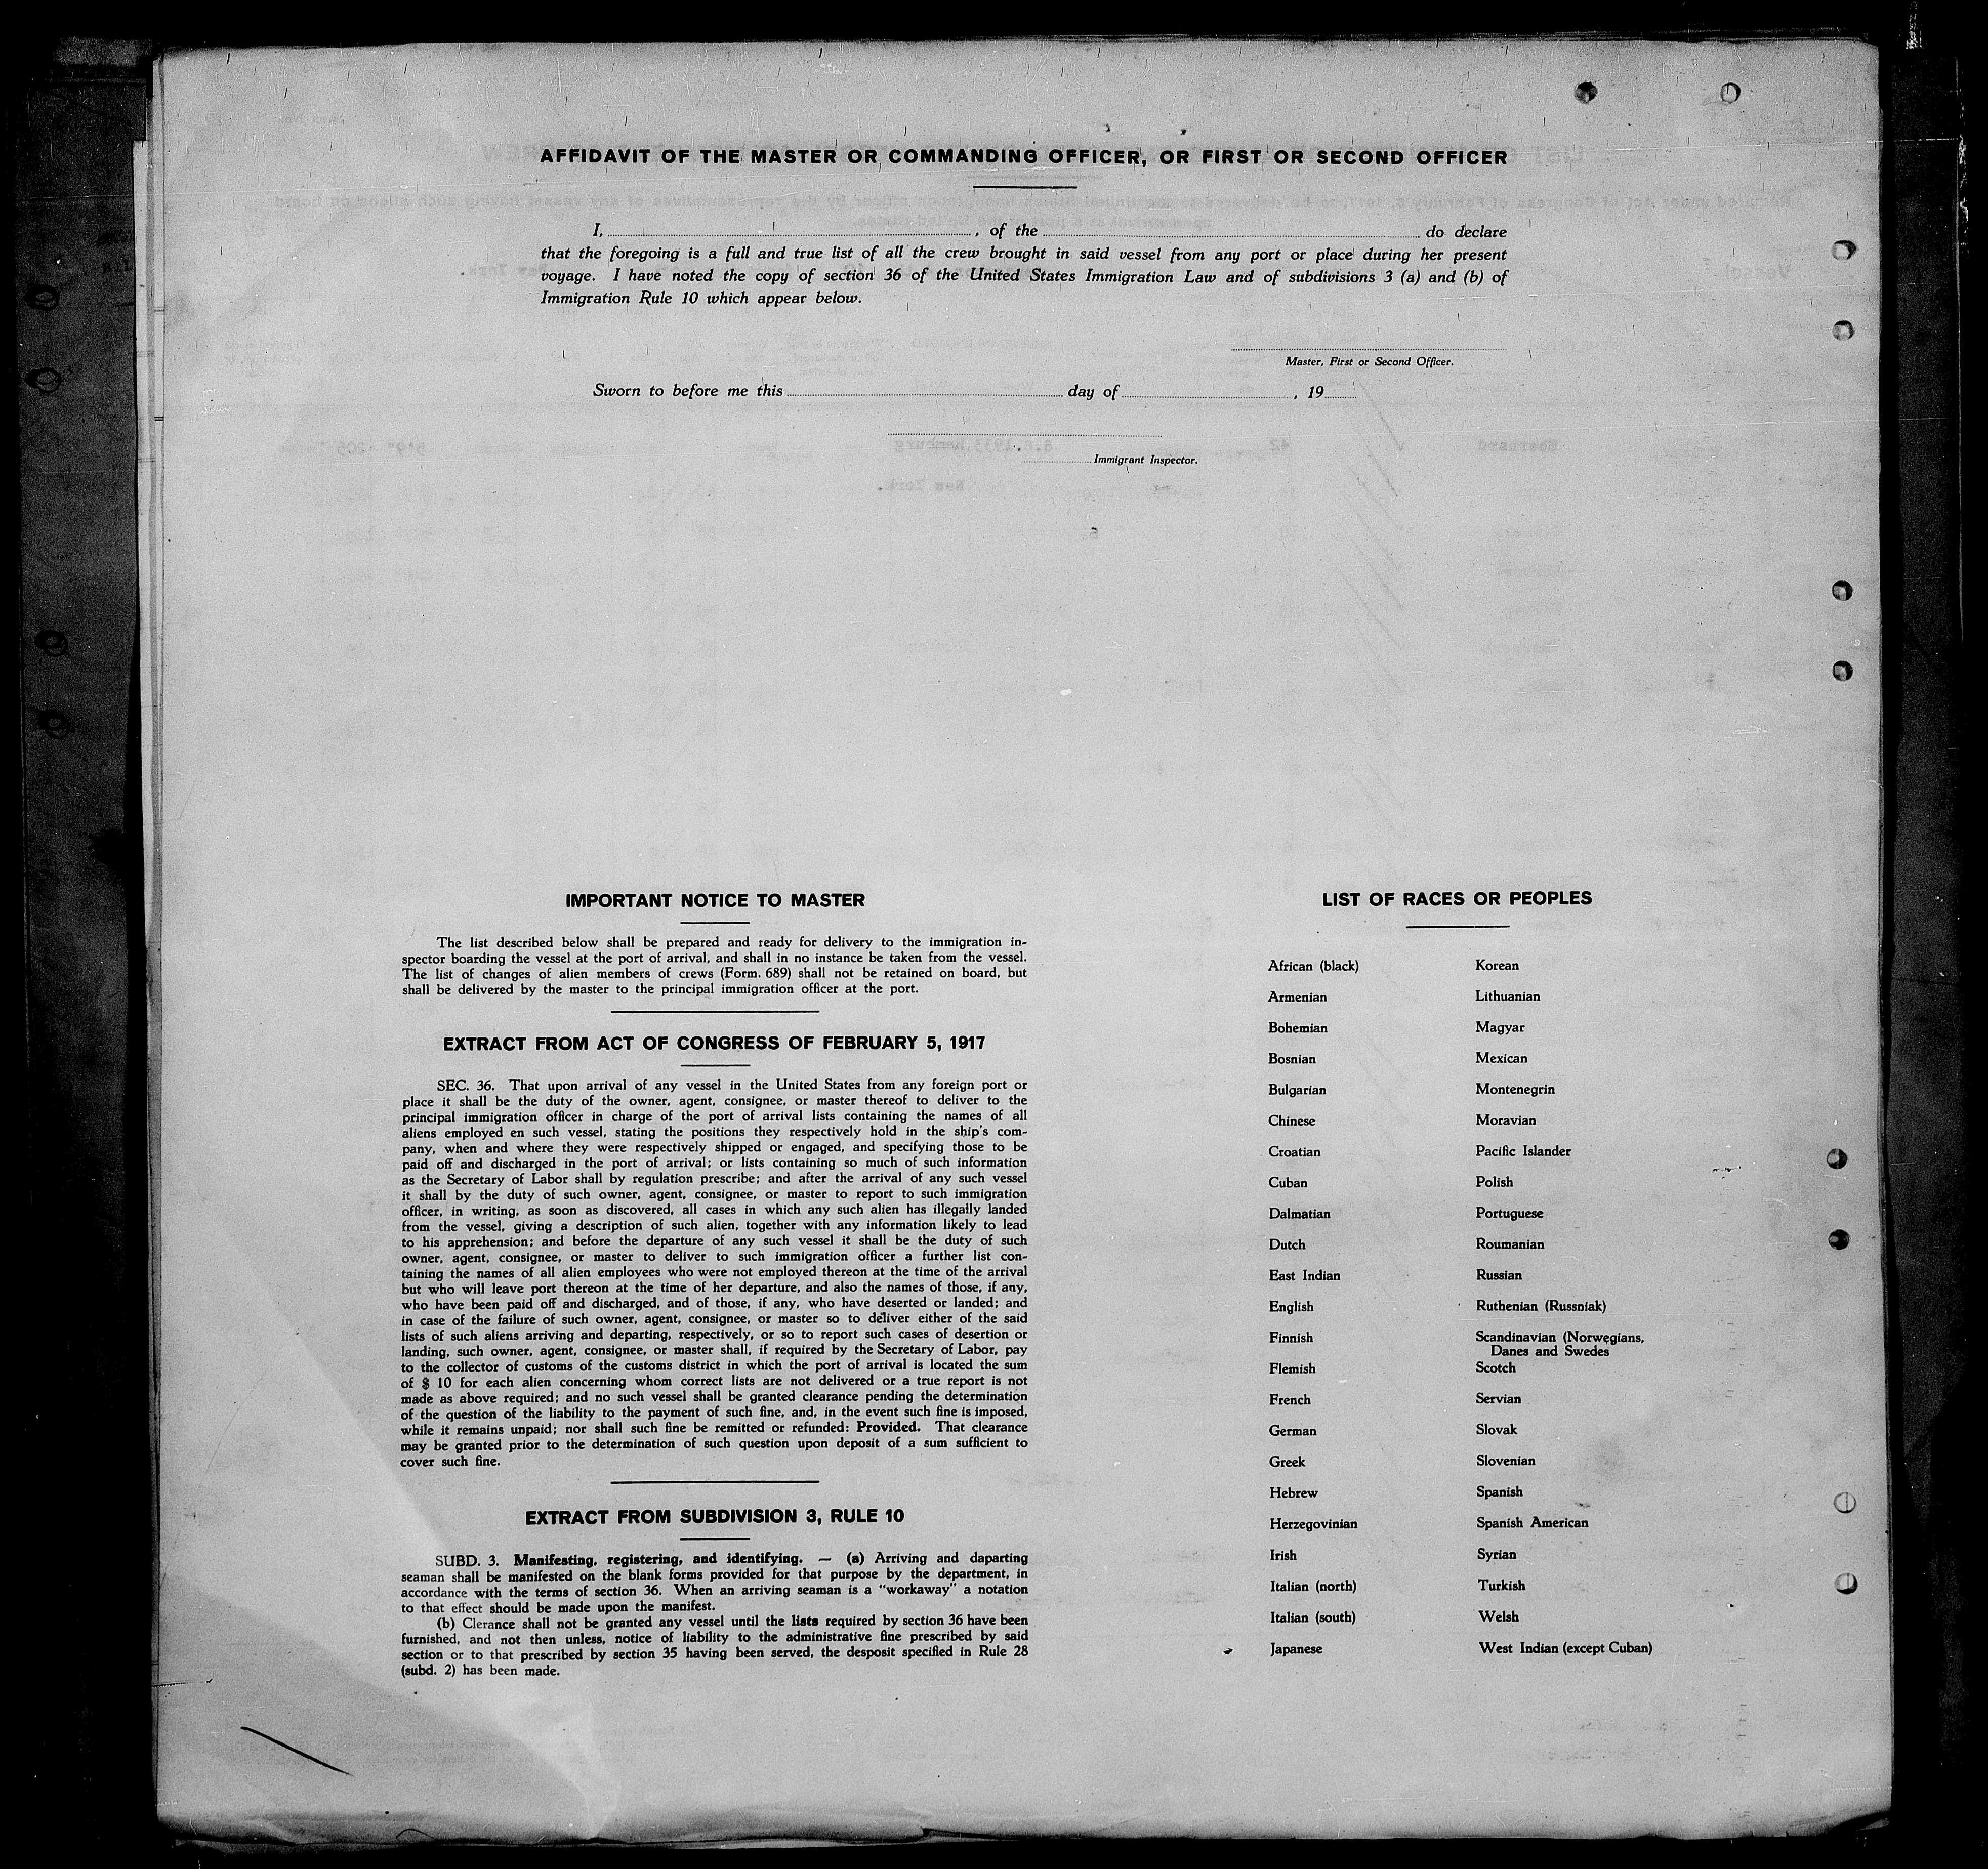 AFFIDAVIT OF THE MASTER OR COMMANDING OFFICER, OR FIRST OR SECOND OFFICER
I, , of the do declare
that the foregoing is a full and true list of all the crew brought in said vessel from any port or place during her present
voyage. I have noted the copy of section 36 of the United States Immigration Law and of subdivisions 3 (a) and (b) of
Immigration Rule 10 which appear below.
Master, First or Second Officer.
Sworn to before me this day of , 19
Immigrant Inspector.
IMPORTANT NOTICE TO MASTER
The list described below shall be prepared and ready for delivery to the immigration in-
spector boarding the vessel at the port of arrival, and shall in no instance be taken from the vessel.
The list of changes of alien members of crews (Form. 689) shall not be retained on board, but
shall be delivered by the master to the principal immigration officer at the port.
EXTRACT FROM ACT OF CONGRESS OF FEBRUARY 5, 1917
SEC. 36. That upon arrival of any vessel in the United States from any foreign port or
place it shall be the duty of the owner, agent, consignee, or master thereof to deliver to the
principal immigration officer in charge of the port of arrival lists containing the names of all
aliens employed en such vessel, stating the positions they respectively hold in the ship's com-
pany, when and where they were respectively shipped or engaged, and specifying those to be
paid off and discharged in the port of arrival; or lists containing so much of such information
as the Secretary of Labor shall by regulation prescribe; and after the arrival of any such vessel
it shall by the duty of such owner, agent, consignee, or master to report to such immigration
officer, in writing, as soon as discovered, all cases in which any such alien has illegally landed
from the vessel, giving a description of such alien, together with any information likely to lead
to his apprehension; and before the departure of any such vessel it shall be the duty of such
owner, agent, consignee, or master to deliver to such immigration officer a further list con-
taining the names of all alien employees who were not employed thereon at the time of the arrival
but who will leave port thereon at the time of her departure, and also the names of those, if any,
who have been paid off and discharged, and of those, if any, who have deserted or landed; and
in case of the failure of such owner, agent, consignee, or master so to deliver either of the said
lists of such aliens arriving and departing, respectively, or so to report such cases of desertion or
landing, such owner, agent, consignee, or master shall, if required by the Secretary of Labor, pay
to the collector of customs of the customs district in which the port of arrival is located the sum
of $ 10 for each alien concerning whom correct lists are not delivered or a true report is not
made as above required; and no such vessel shall be granted clearance pending the determination
of the question of the liability to the payment of such fine, and, in the event such fine is imposed,
while it remains unpaid; nor shall such fine be remitted or refunded: Provided. That clearance
may be granted prior to the determination of such question upon deposit of a sum sufficient to
cover such fine.
EXTRACT FROM SUBDIVISION 3, RULE 10
SUBD. 3. Manifesting, registering, and identifying. — (a) Arriving and daparting
seaman shall be manifested on the blank forms provided for that purpose by the department, in
accordance with the terms of section 36. When an arriving seaman is a "workaway" a notation
to that effect should be made upon the manifest.
(b) Clerance shall not be granted any vessel until the lists required by section 36 have been
furnished, and not then unless, notice of liability to the administrative fine prescribed by said
section or to that prescribed by section 35 having been served, the desposit specified in Rule 28
(subd. 2) has been made.
LIST OF RACES OR PEOPLES
African (black)
Armenian
Bohemian
Bosnian
Bulgarian
Chinese
Croatian
Cuban
Dalmatian
Dutch
East Indian
English
Finnish
Flemish
French
German
Greek
Hebrew
Herzegovinian
Irish
Italian (north)
Italian (south)
Japanese
Korean
Lithuanian
Magyar
Mexican
Montenegrin
Moravian
Pacific Islander
Polish
Portuguese
Roumanian
Russian
Ruthenian (Russniak)
Scandinavian (Norwegians,
Danes and Swedes
Scotch
Servian
Slovak
Slovenian
Spanish
Spanish American
Syrian
Turkish
Welsh
West Indian (except Cuban)